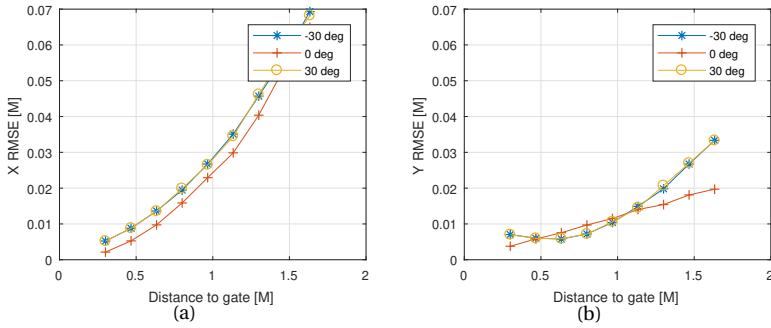 0.07
0.06
0.05
0.04
0.03
0.02
0.01
0
X RMSE [M]
-30 deg
0 deg
30 deg
0 0.5 1 1.5 2
Distance to gate [M]
(a)
0.07
0.06
0.05
0.04
0.03
0.02
0.01
0
Y RMSE [M]
-30 deg
0 deg
30 deg
0 0.5 1 1.5 2
Distance to gate [M]
(b)